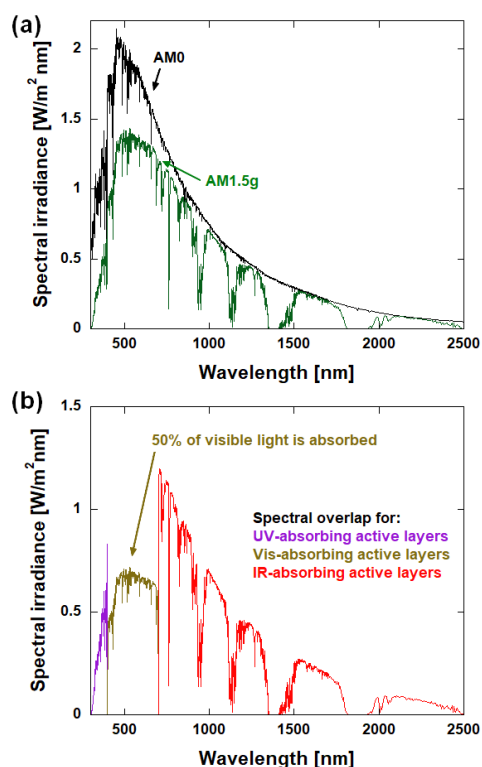 (a)
Spectral irradiance [W/m² nm]
2
1.5
1
0.5
0
AM0
AM1.5g
500 1000 1500 2000 2500
Wavelength [nm]
(b)
Spectral irradiance [W/m²nm]
1.5
1
0.5
0
50% of visible light is absorbed
Spectral overlap for:
UV-absorbing active layers
Vis-absorbing active layers
IR-absorbing active layers
500 1000 1500 2000 2500
Wavelength [nm]